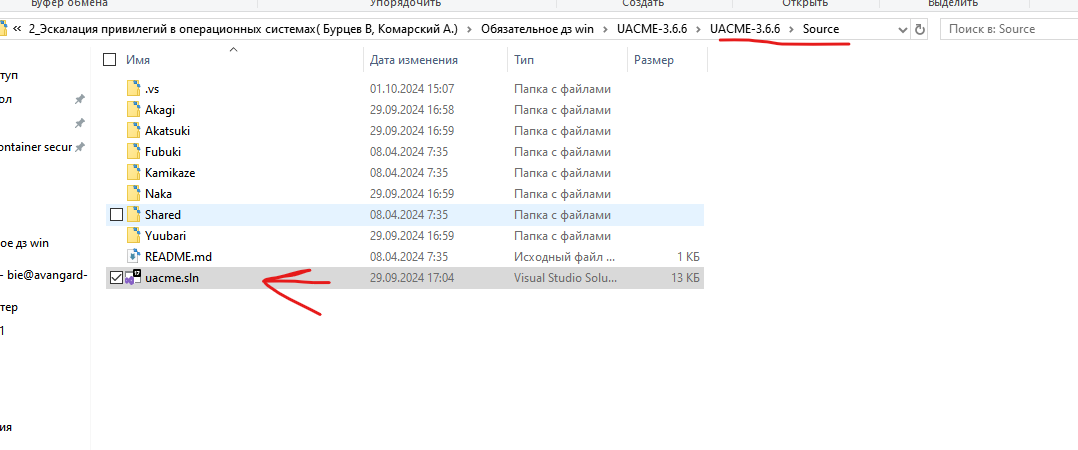 Буфер обмена Упорядочить Создать Открыть Выделить
« 2_Эскалация привилегий в операционных системах( Бурцев В, Комарский А.) > Обязательное дз win > UACME-3.6.6 > UACME-3.6.6 > Source Поиск в: Source
Имя Дата изменения Тип Размер
туп
.vs 01.10.2024 15:07 Папка с файлами
ол
Akagi 29.09.2024 16:58 Папка с файлами
Akatsuki 29.09.2024 16:59 Папка с файлами
ontainer secur
Fubuki 08.04.2024 7:35 Папка с файлами
Kamikaze 08.04.2024 7:35 Папка с файлами
Naka 29.09.2024 16:59 Папка с файлами
Shared 08.04.2024 7:35 Папка с файлами
Yuubari 29.09.2024 16:59 Папка с файлами
ое дз win
README.md 08.04.2024 7:35 Исходный файл ... 1 КБ
- bie@avangard-
uacme.sln 29.09.2024 17:04 Visual Studio Solu... 13 КБ
тер
1
ия